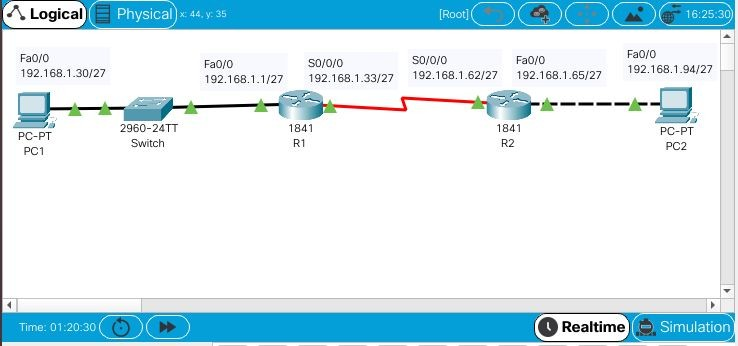 Logical
Physical
x: 44, y: 35
[Root]
16:25:30
Fa0/0
192.168.1.30/27
Fa0/0
192.168.1.1/27
S0/0/0
192.168.1.33/27
S0/0/0
192.168.1.62/27
Fa0/0
192.168.1.65/27
Fa0/0
192.168.1.94/27
PC-PT
PC1
2960-24TT
Switch
1841
R1
1841
R2
PC-PT
PC2
Time: 01:20:30
Realtime
Simulation